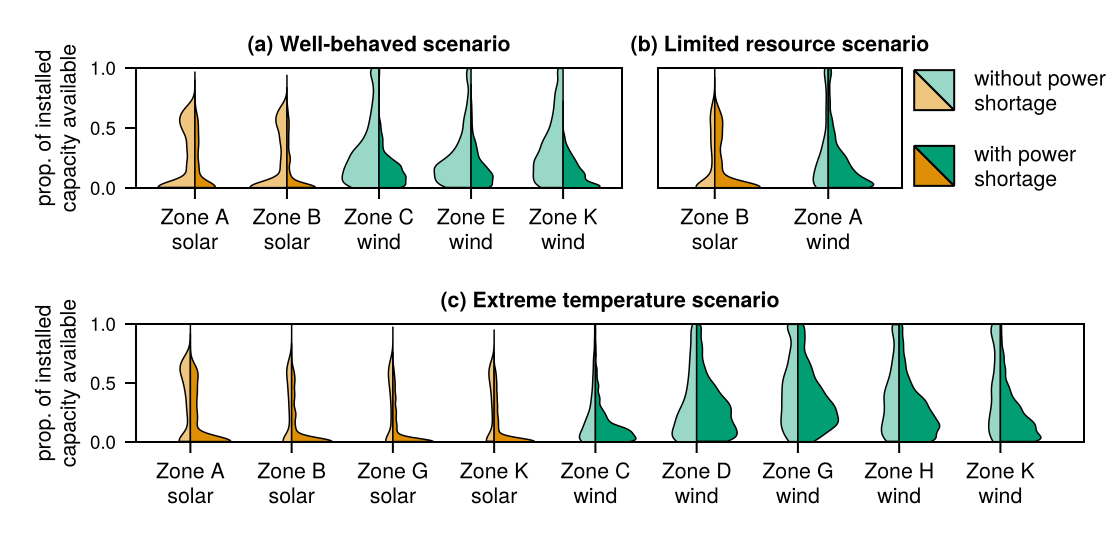 (a) Well-behaved scenario
(b) Limited resource scenario
prop. of installed
capacity available
1.0
0.5
0.0
Zone A
solar
Zone B
solar
Zone C
wind
Zone E
wind
Zone K
wind
Zone B
solar
Zone A
wind
without power
shortage
with power
shortage
(c) Extreme temperature scenario
prop. of installed
capacity available
1.0
0.5
0.0
Zone A
solar
Zone B
solar
Zone G
solar
Zone K
solar
Zone C
wind
Zone D
wind
Zone G
wind
Zone H
wind
Zone K
wind